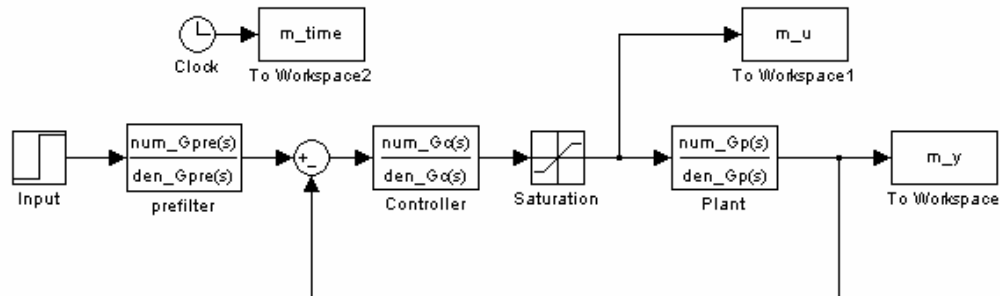 m_time
m_u
Clock
To Workspace2
To Workspace1
num_Gpre(s)
den_Gpre(s)
+
-
num_Gc(s)
den_Gc(s)
num_Gp(s)
den_Gp(s)
m_y
Input
prefilter
Controller
Saturation
Plant
To Workspace